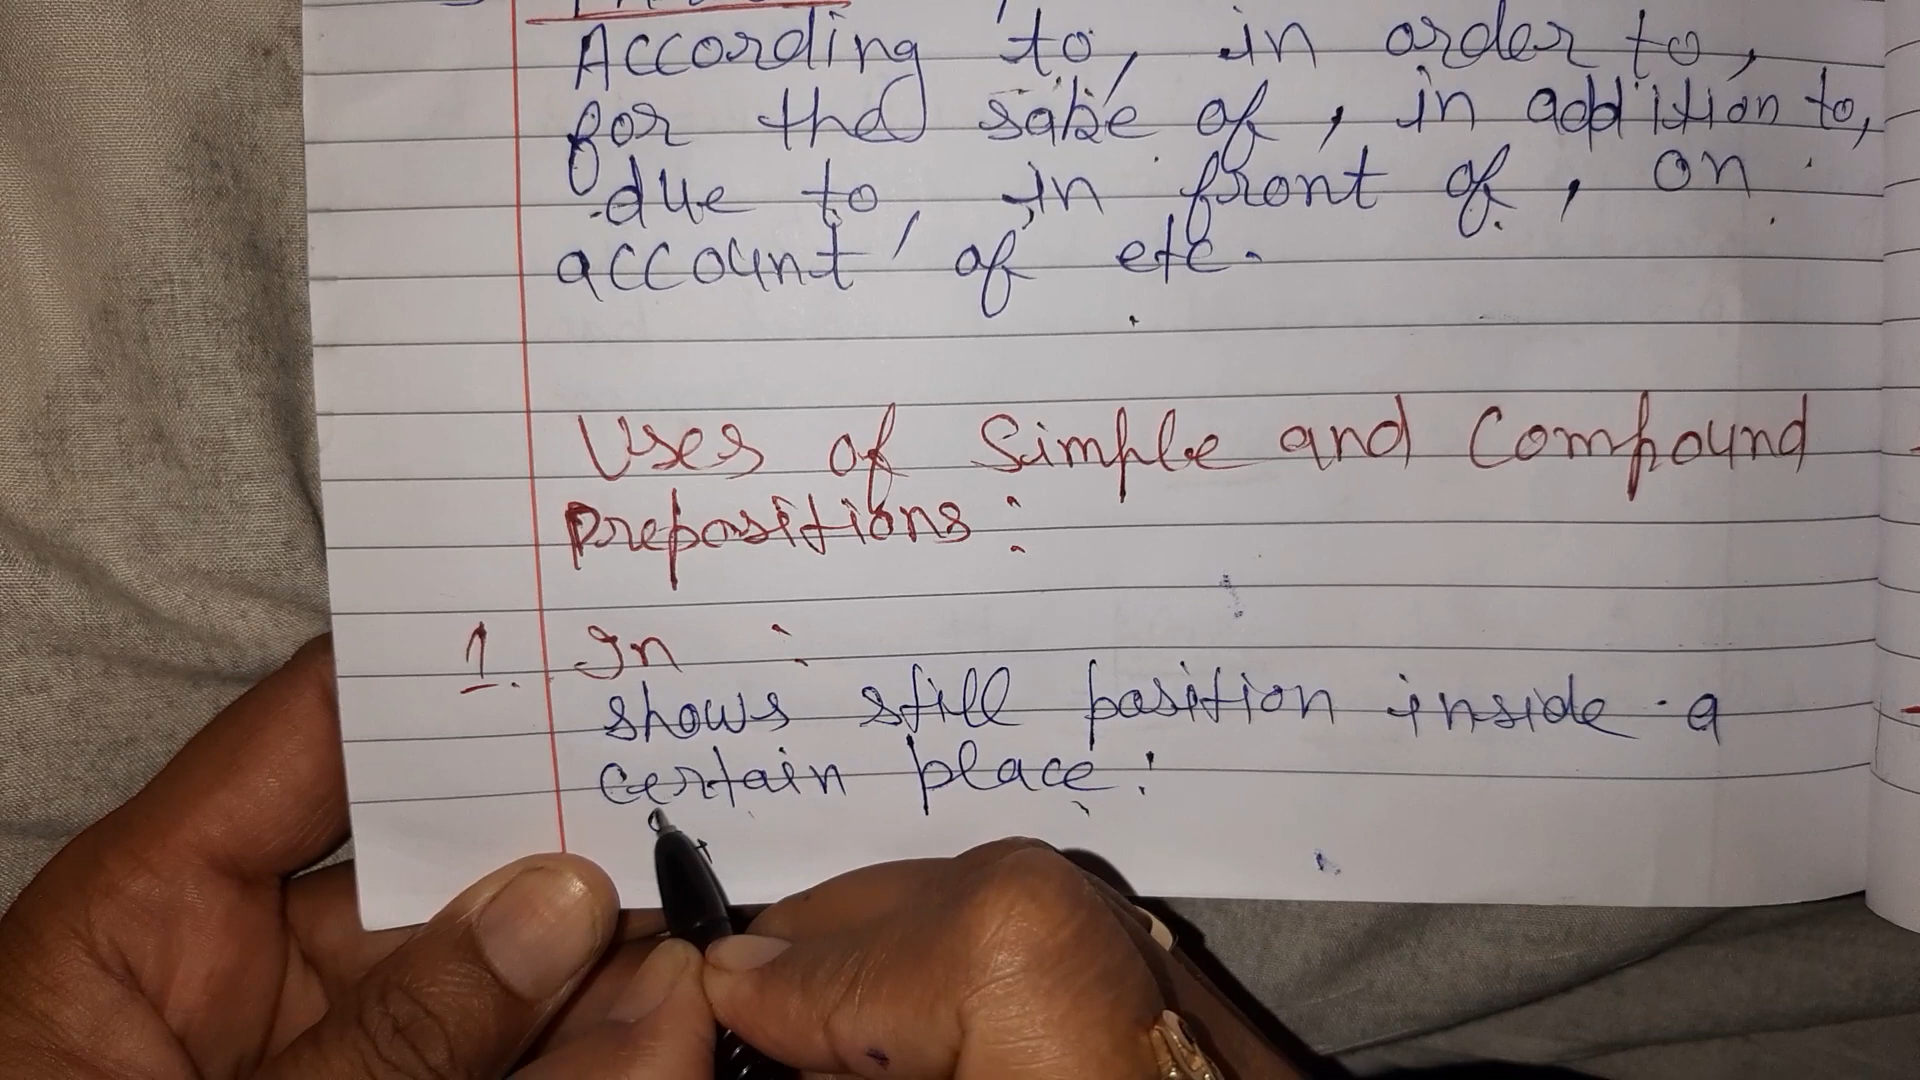 According to, in order to,
for the sake of, in addition to,
due to, in front of, on
account of etc.
Uses of Simple and Compound
Prepositions:
1. In :
shows still position inside a
certain place: